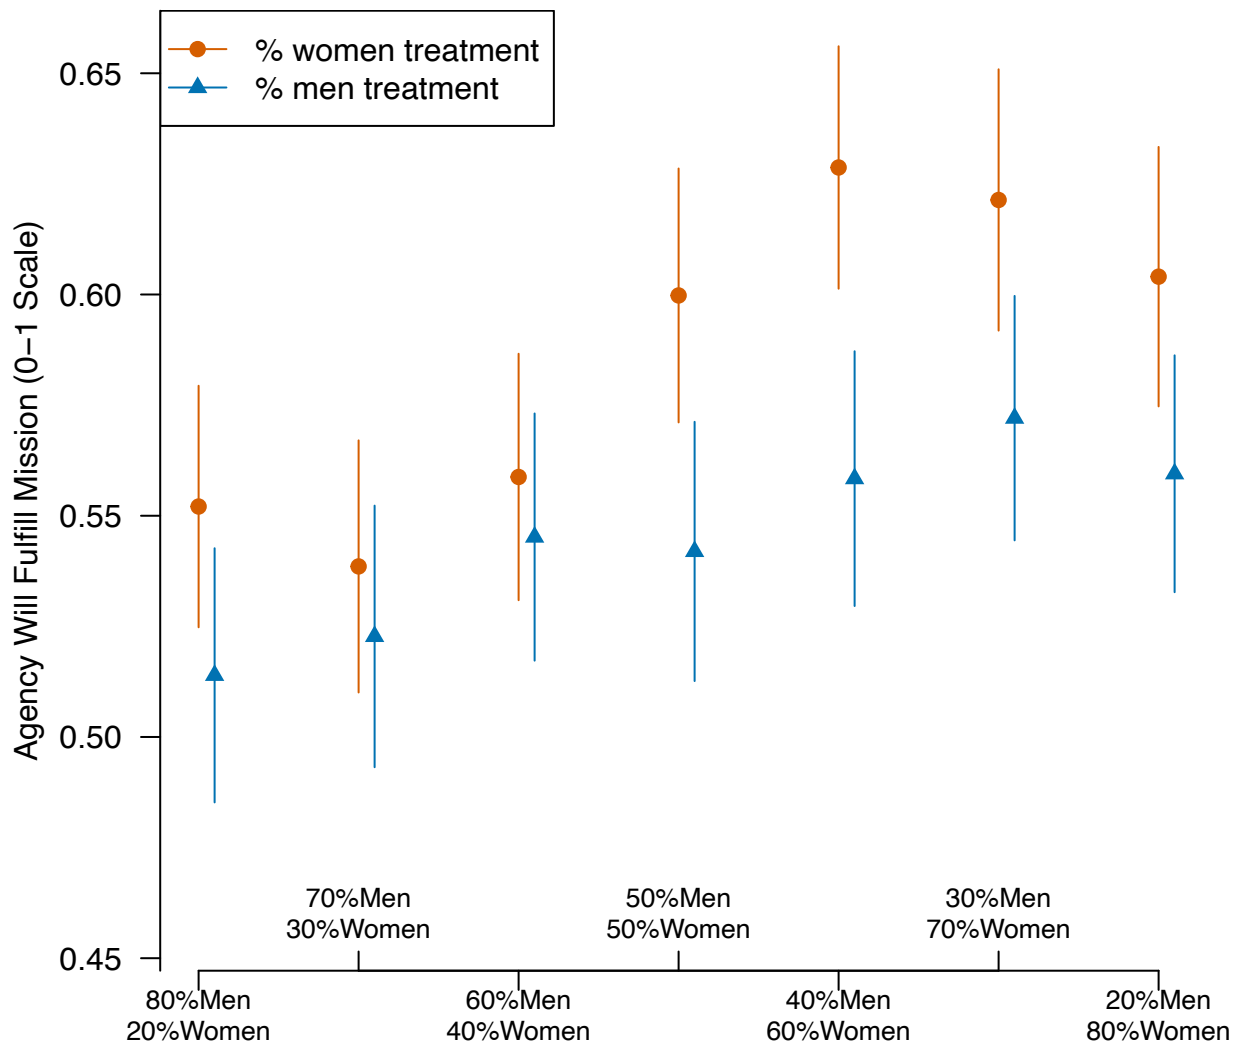 % women treatment
% men treatment
Agency Will Fulfill Mission (0−1 Scale)
0.65
0.60
0.55
0.50
0.45
70%Men
30%Women
50%Men
50%Women
30%Men
70%Women
80%Men
20%Women
60%Men
40%Women
40%Men
60%Women
20%Men
80%Women